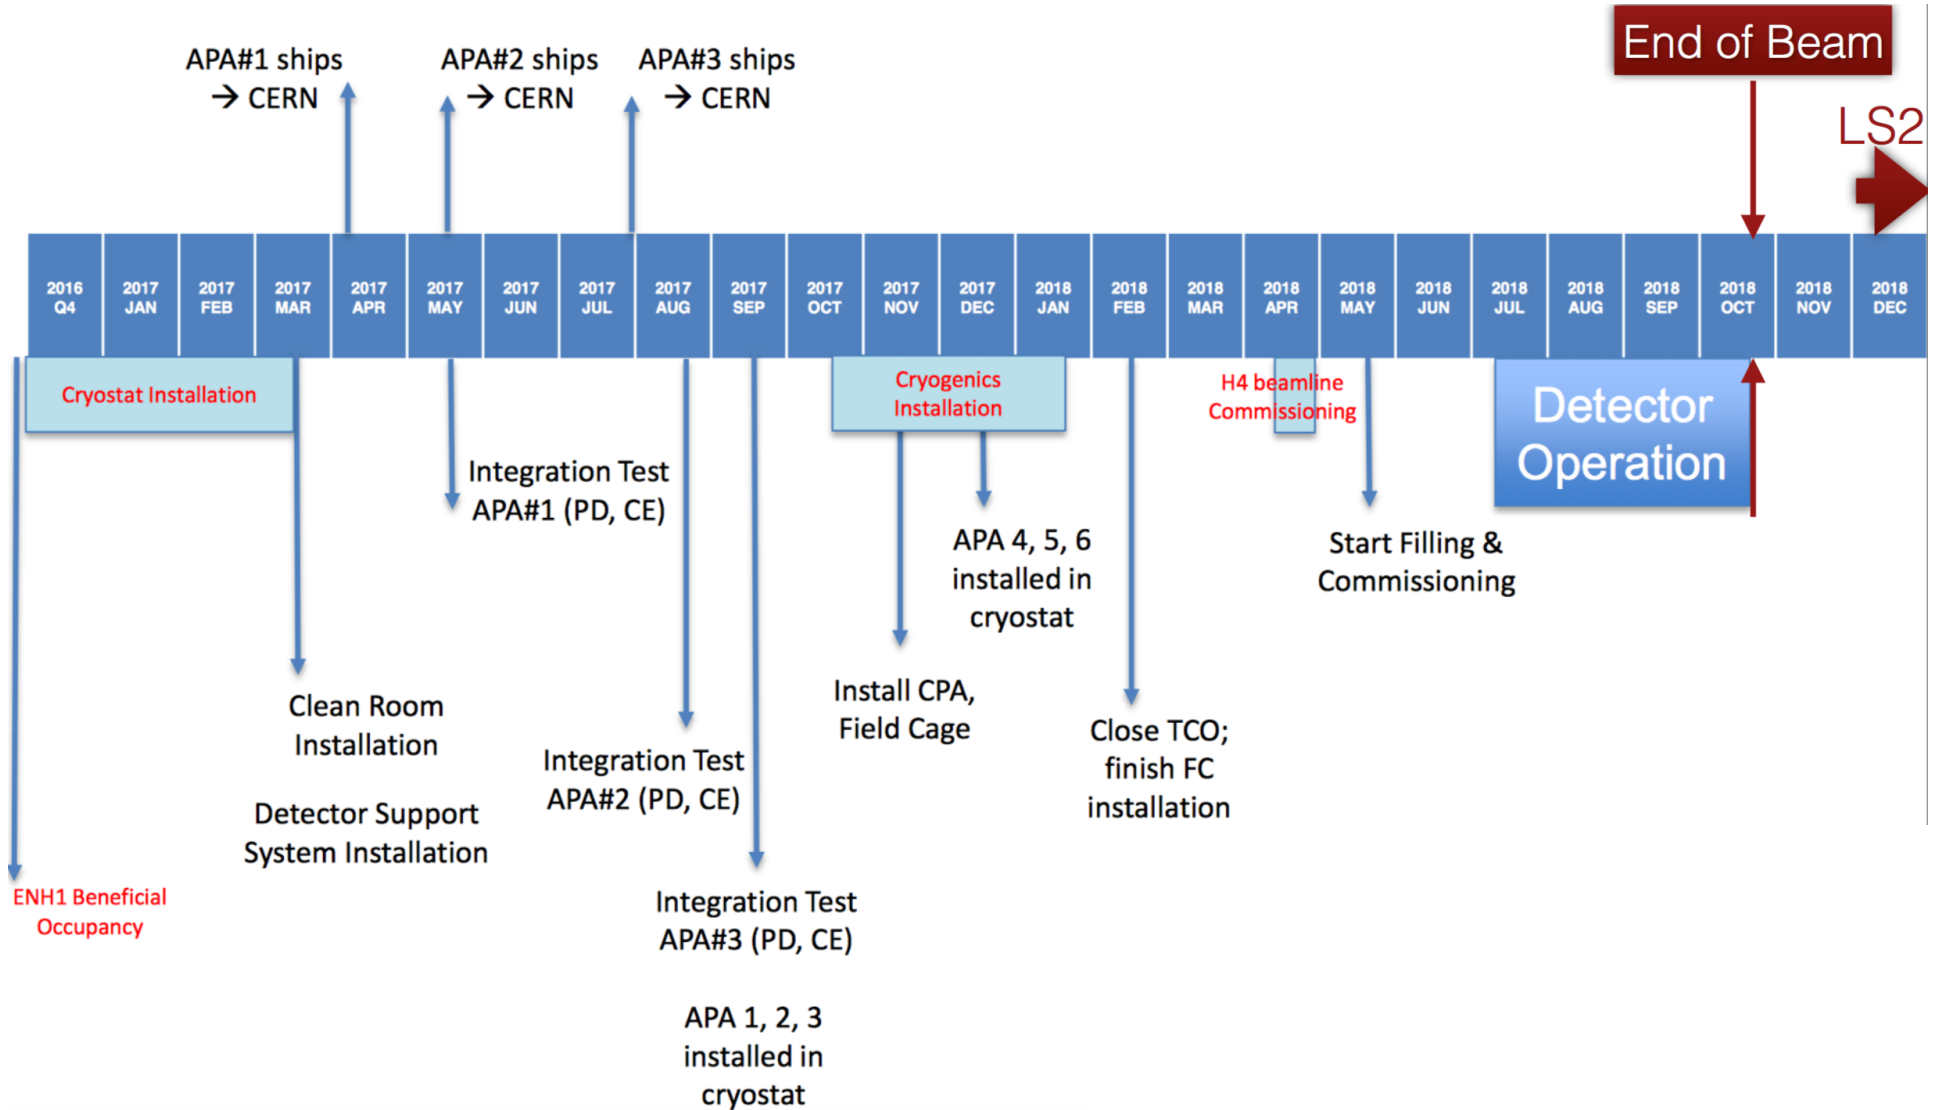 End of Beam
APA#1 ships
→ CERN
APA#2 ships
→ CERN
APA#3 ships
→ CERN
LS2
2016
Q4
2017
JAN
2017
FEB
2017
MAR
2017
APR
2017
MAY
2017
JUN
2017
JUL
2017
AUG
2017
SEP
2017
OCT
2017
NOV
2017
DEC
2018
JAN
2018
FEB
2018
MAR
2018
APR
2018
MAY
2018
JUN
2018
JUL
2018
AUG
2018
SEP
2018
OCT
2018
NOV
2018
DEC
Cryostat Installation
Cryogenics
Installation
H4 beamline
Commissioning
Detector
Operation
Integration Test
APA#1 (PD, CE)
APA 4, 5, 6
installed in
cryostat
Start Filling &
Commissioning
Clean Room
Installation
Detector Support
System Installation
Install CPA,
Field Cage
Close TCO;
finish FC
installation
Integration Test
APA#2 (PD, CE)
ENH1 Beneficial
Occupancy
Integration Test
APA#3 (PD, CE)
APA 1, 2, 3
installed in
cryostat